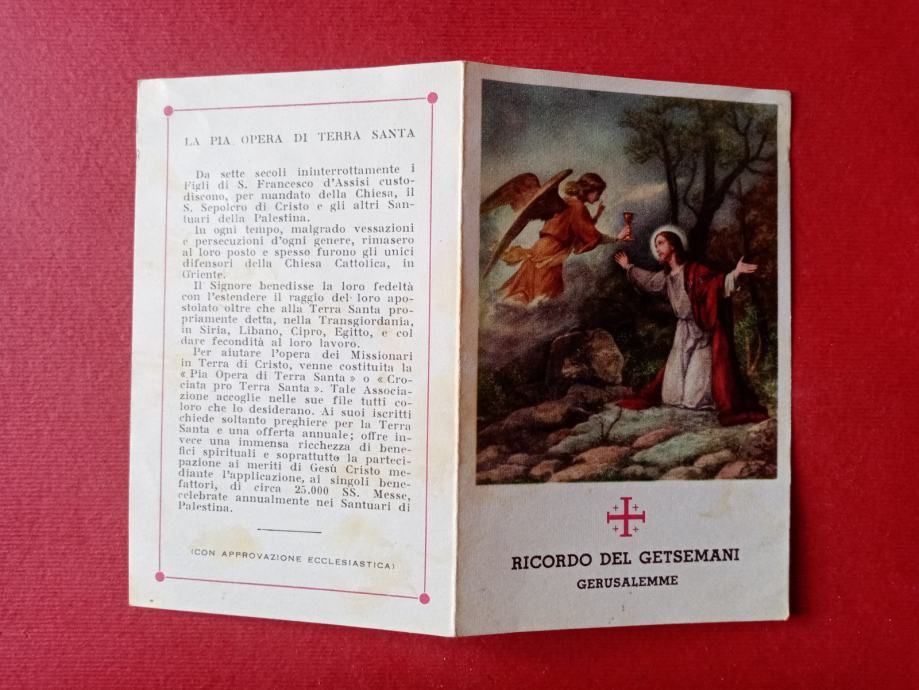 LA PIA OPERA DI TERRA SANTA
Da sette secoli ininterrottamente i
Figli di S. Francesco d'Assisi custo-
discono, per mandato della Chiesa, il
S. Sepolcro di Cristo e gli altri San-
tuari della Palestina.
In ogni tempo, malgrado vessazioni
e persecuzioni d'ogni genere, rimasero
al loro posto e spesso furono gli unici
difensori della Chiesa Cattolica, in
Oriente.
Il Signore benedisse la loro fedeltà
con l'estendere il raggio del loro apo-
stolato oltre che alla Terra Santa pro-
priamente detta, nella Transgiordania,
in Siria, Libano, Cipro, Egitto, e col
dare fecondità al loro lavoro.
Per aiutare l'opera dei Missionari
in Terra di Cristo, venne costituita la
« Pia Opera di Terra Santa » o « Cro-
ciata pro Terra Santa ». Tale Associa-
zione accoglie nelle sue file tutti co-
loro che lo desiderano. Ai suoi iscritti
chiede soltanto preghiere per la Terra
Santa e una offerta annuale; offre in-
vece una immensa ricchezza di bene-
fici spirituali e soprattutto la parteci-
pazione ai meriti di Gesù Cristo me-
diante l'applicazione, ai singoli bene-
fattori, di circa 25.000 SS. Messe,
celebrate annualmente nei Santuari di
Palestina.
(CON APPROVAZIONE ECCLESIASTICA)
RICORDO DEL GETSEMANI
GERUSALEMME